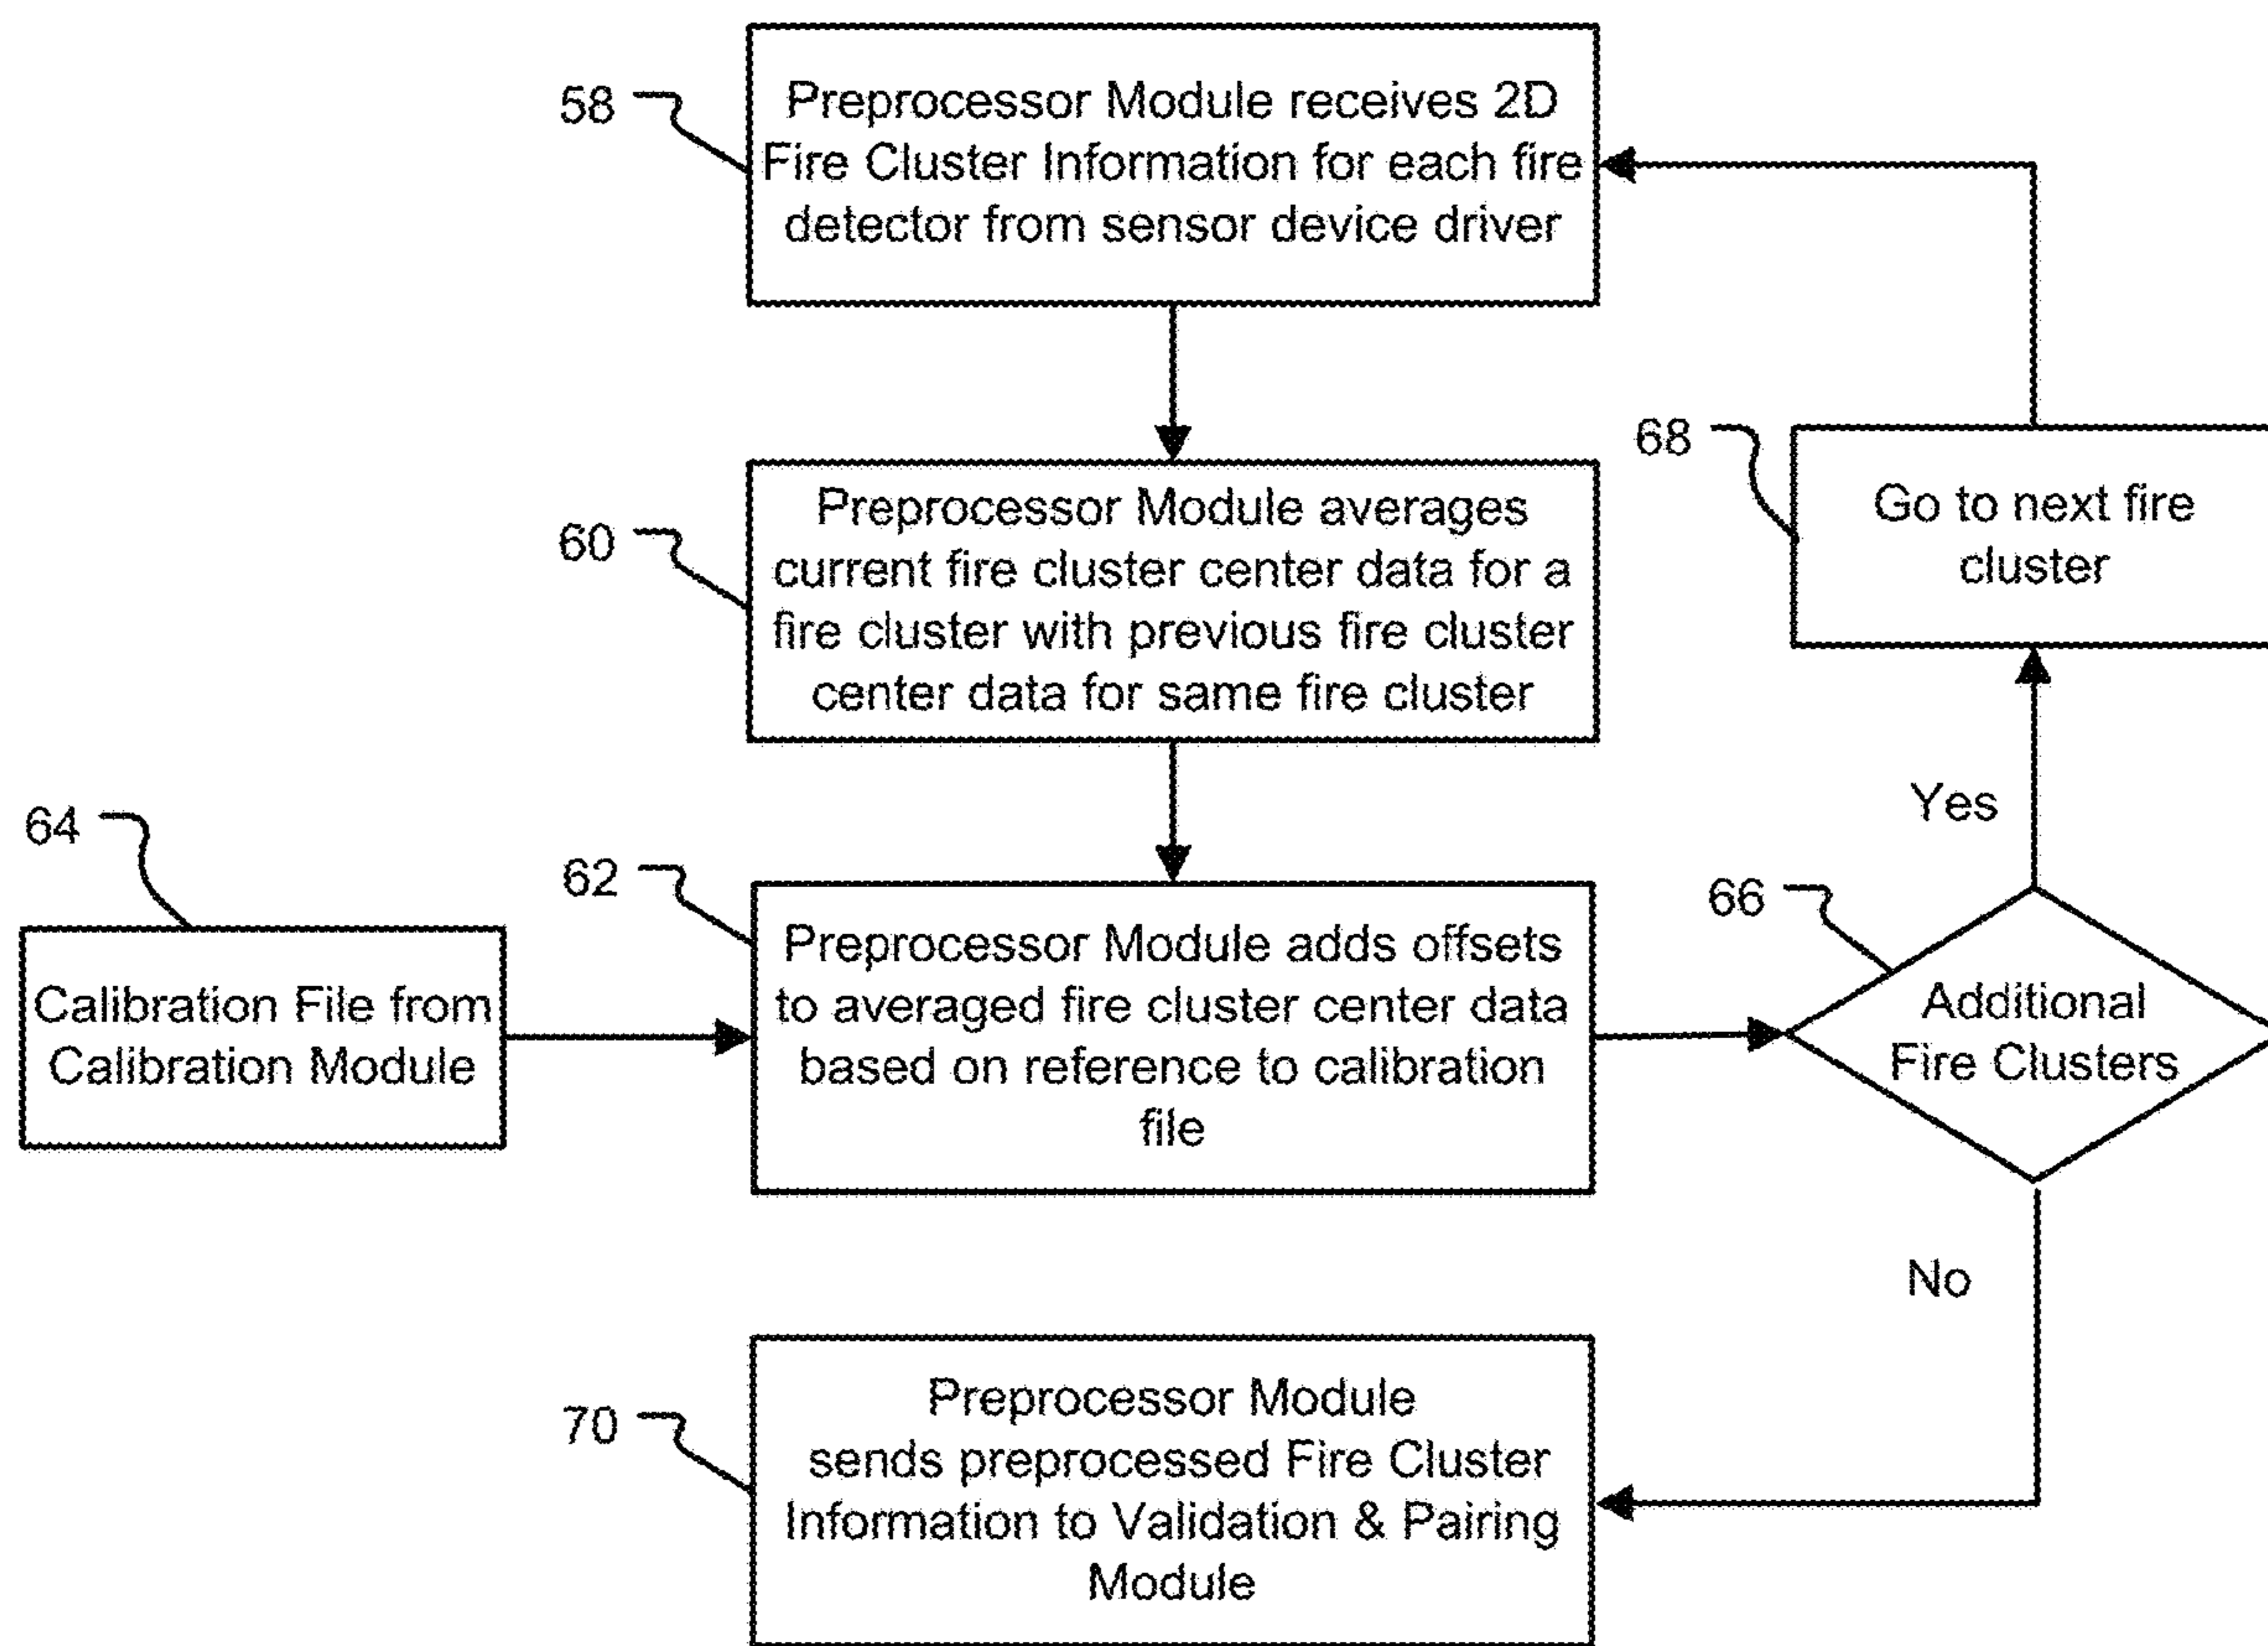 58
Preprocessor Module receives 2D
Fire Cluster Information for each fire
detector from sensor device driver
60
Preprocessor Module averages
current fire cluster center data for a
fire cluster with previous fire cluster
center data for same fire cluster
68
Go to next fire
cluster
Yes
64
Calibration File from
Calibration Module
62
Preprocessor Module adds offsets
to averaged fire cluster center data
based on reference to calibration
file
66
Additional
Fire Clusters
No
70
Preprocessor Module
sends preprocessed Fire Cluster
Information to Validation & Pairing
Module